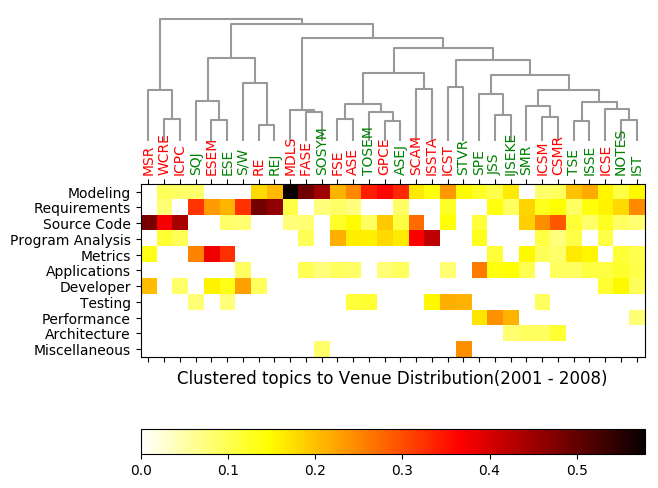 MSR WCRE ICPC SQJ ESEM ESE S/W RE REJ MDLS FASE SOSYM FSE ASE TOSEM GPCE ASEJ SCAM ISSTA ICST STVR SPE JSS IJSEKE SMR ICSM CSMR TSE ISSE ICSE NOTES IST
Modeling
Requirements
Source Code
Program Analysis
Metrics
Applications
Developer
Testing
Performance
Architecture
Miscellaneous
Clustered topics to Venue Distribution(2001 - 2008)
0.0 0.1 0.2 0.3 0.4 0.5